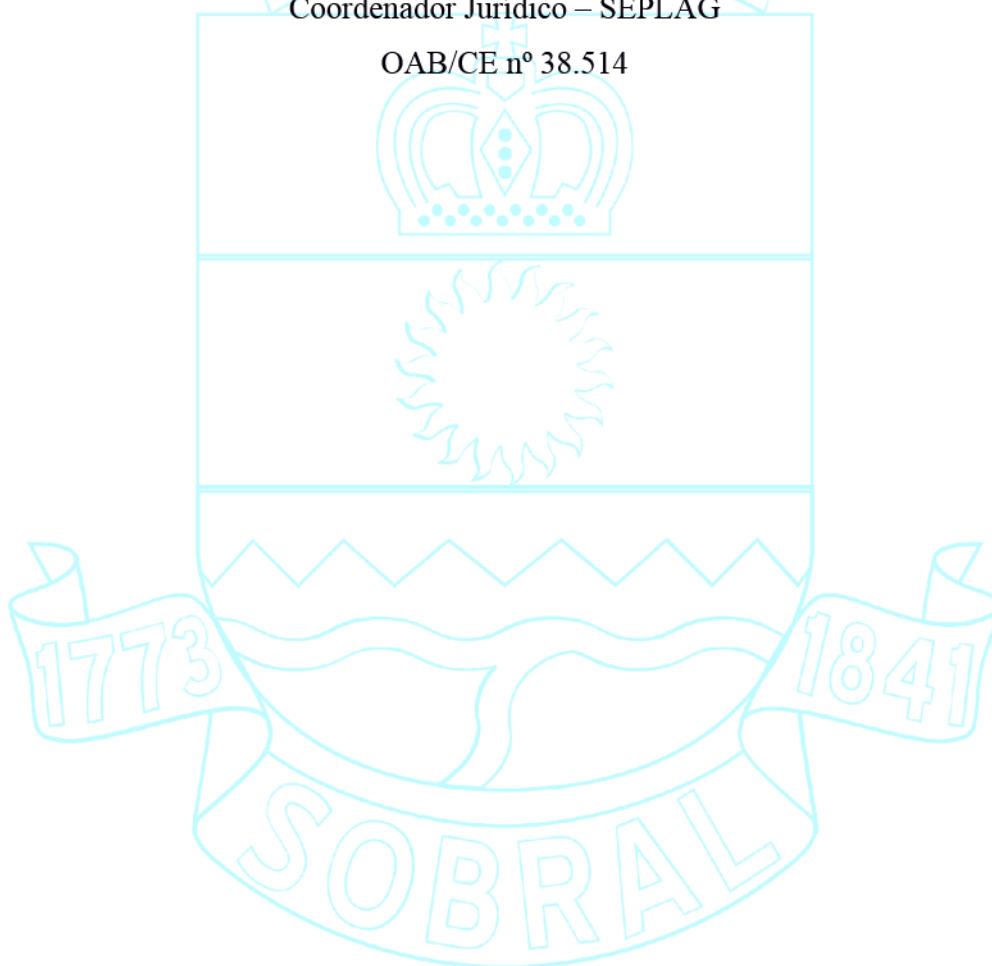 Coordenador Jurídico – SEPLAG
OAB/CE nº 38.514
1773
1841
SOBRAL